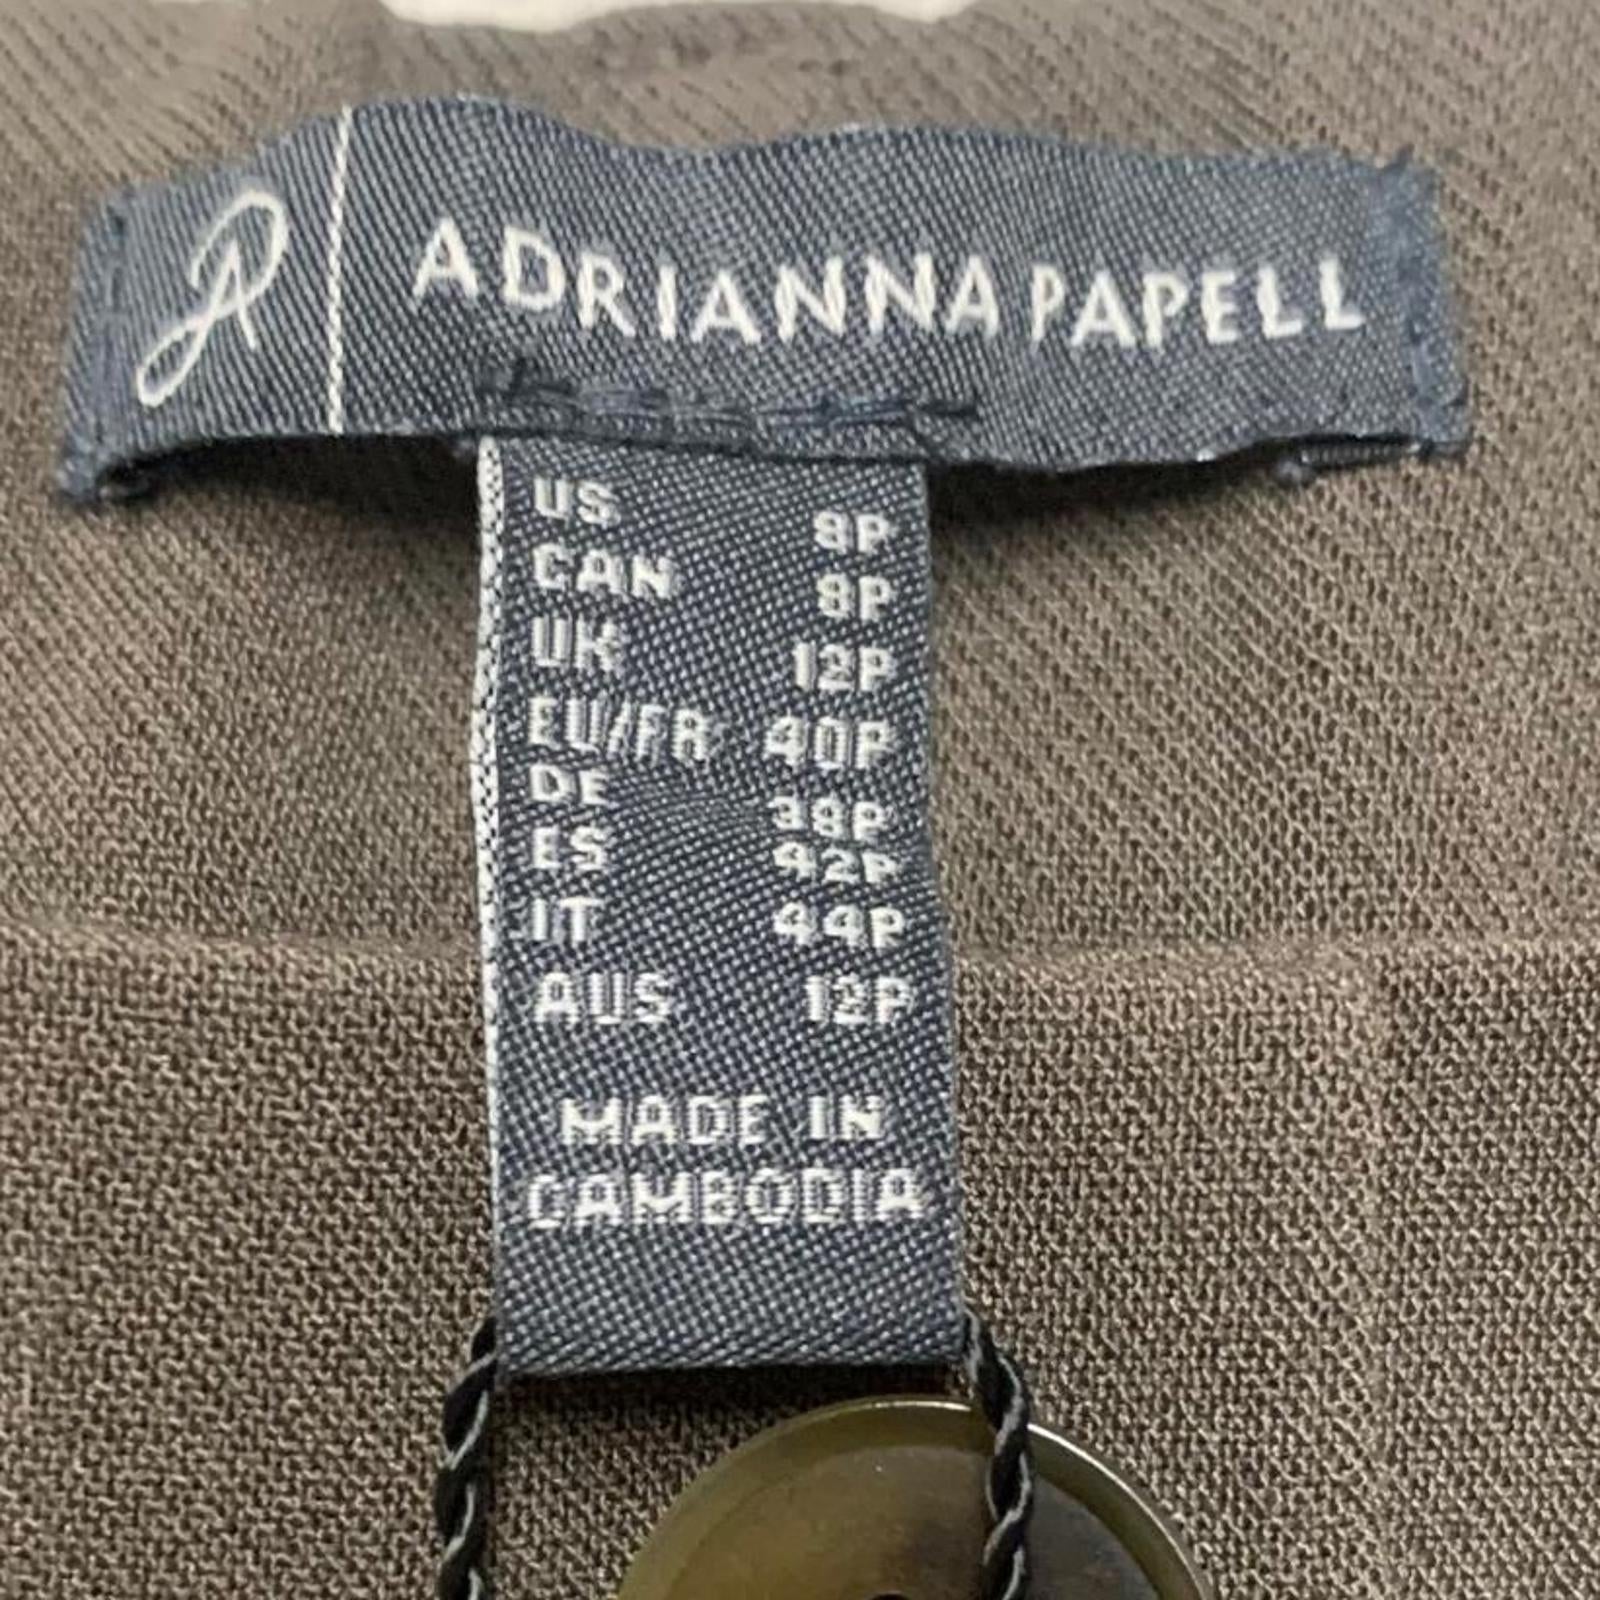 AP ADRIANNA PAPELL
US 8P
CAN 8P
UK 12P
EU/FR 40P
DE 38P
ES 42P
IT 44P
AUS 12P
MADE IN
CAMBODIA